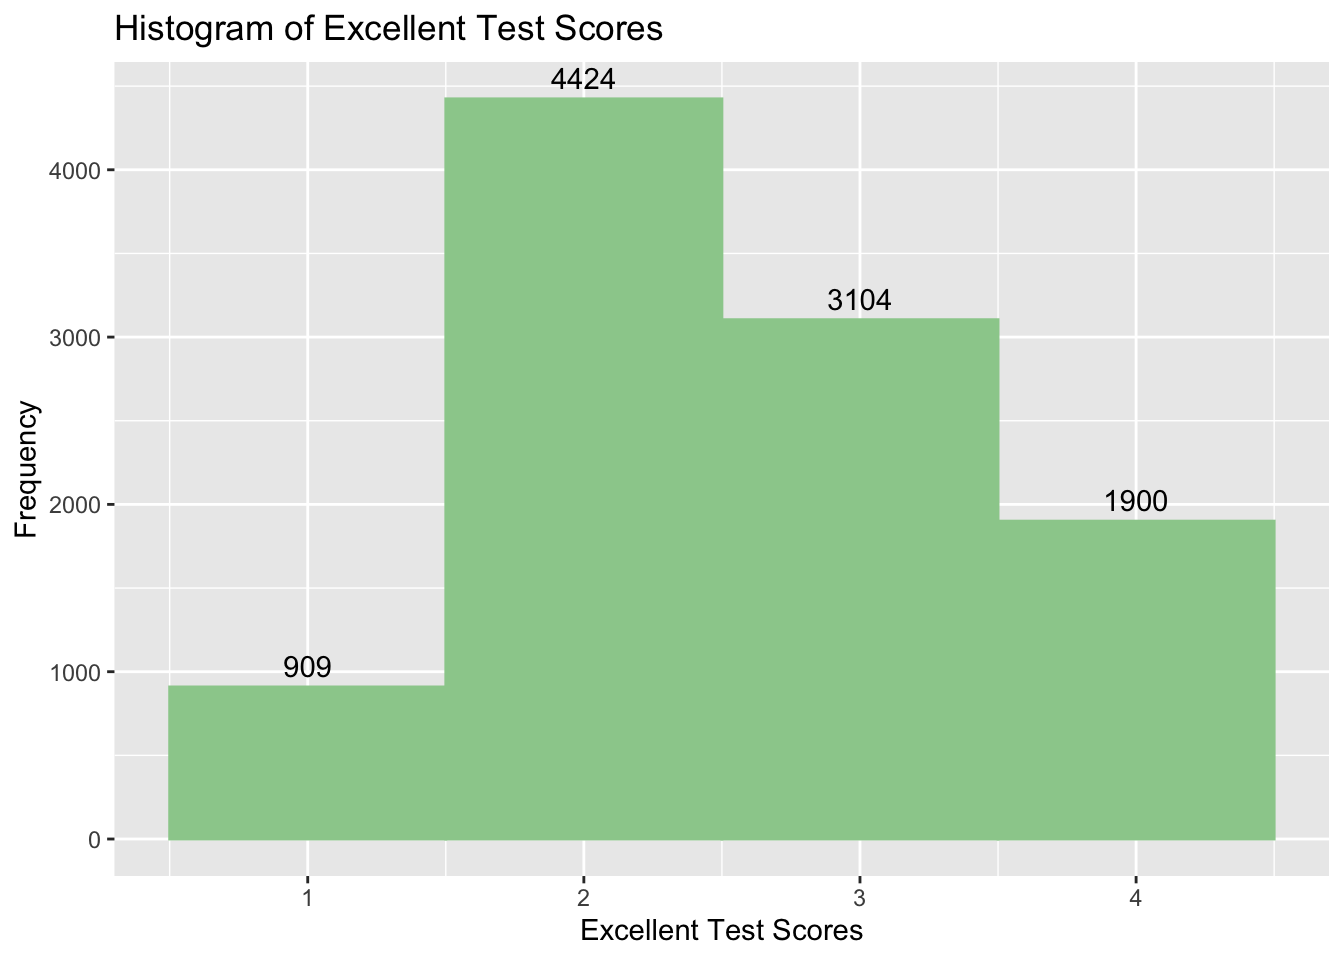 Histogram of Excellent Test Scores
4424
4000
3104
3000
Frequency
2000
1900
1000
909
0
1 2 3 4
Excellent Test Scores